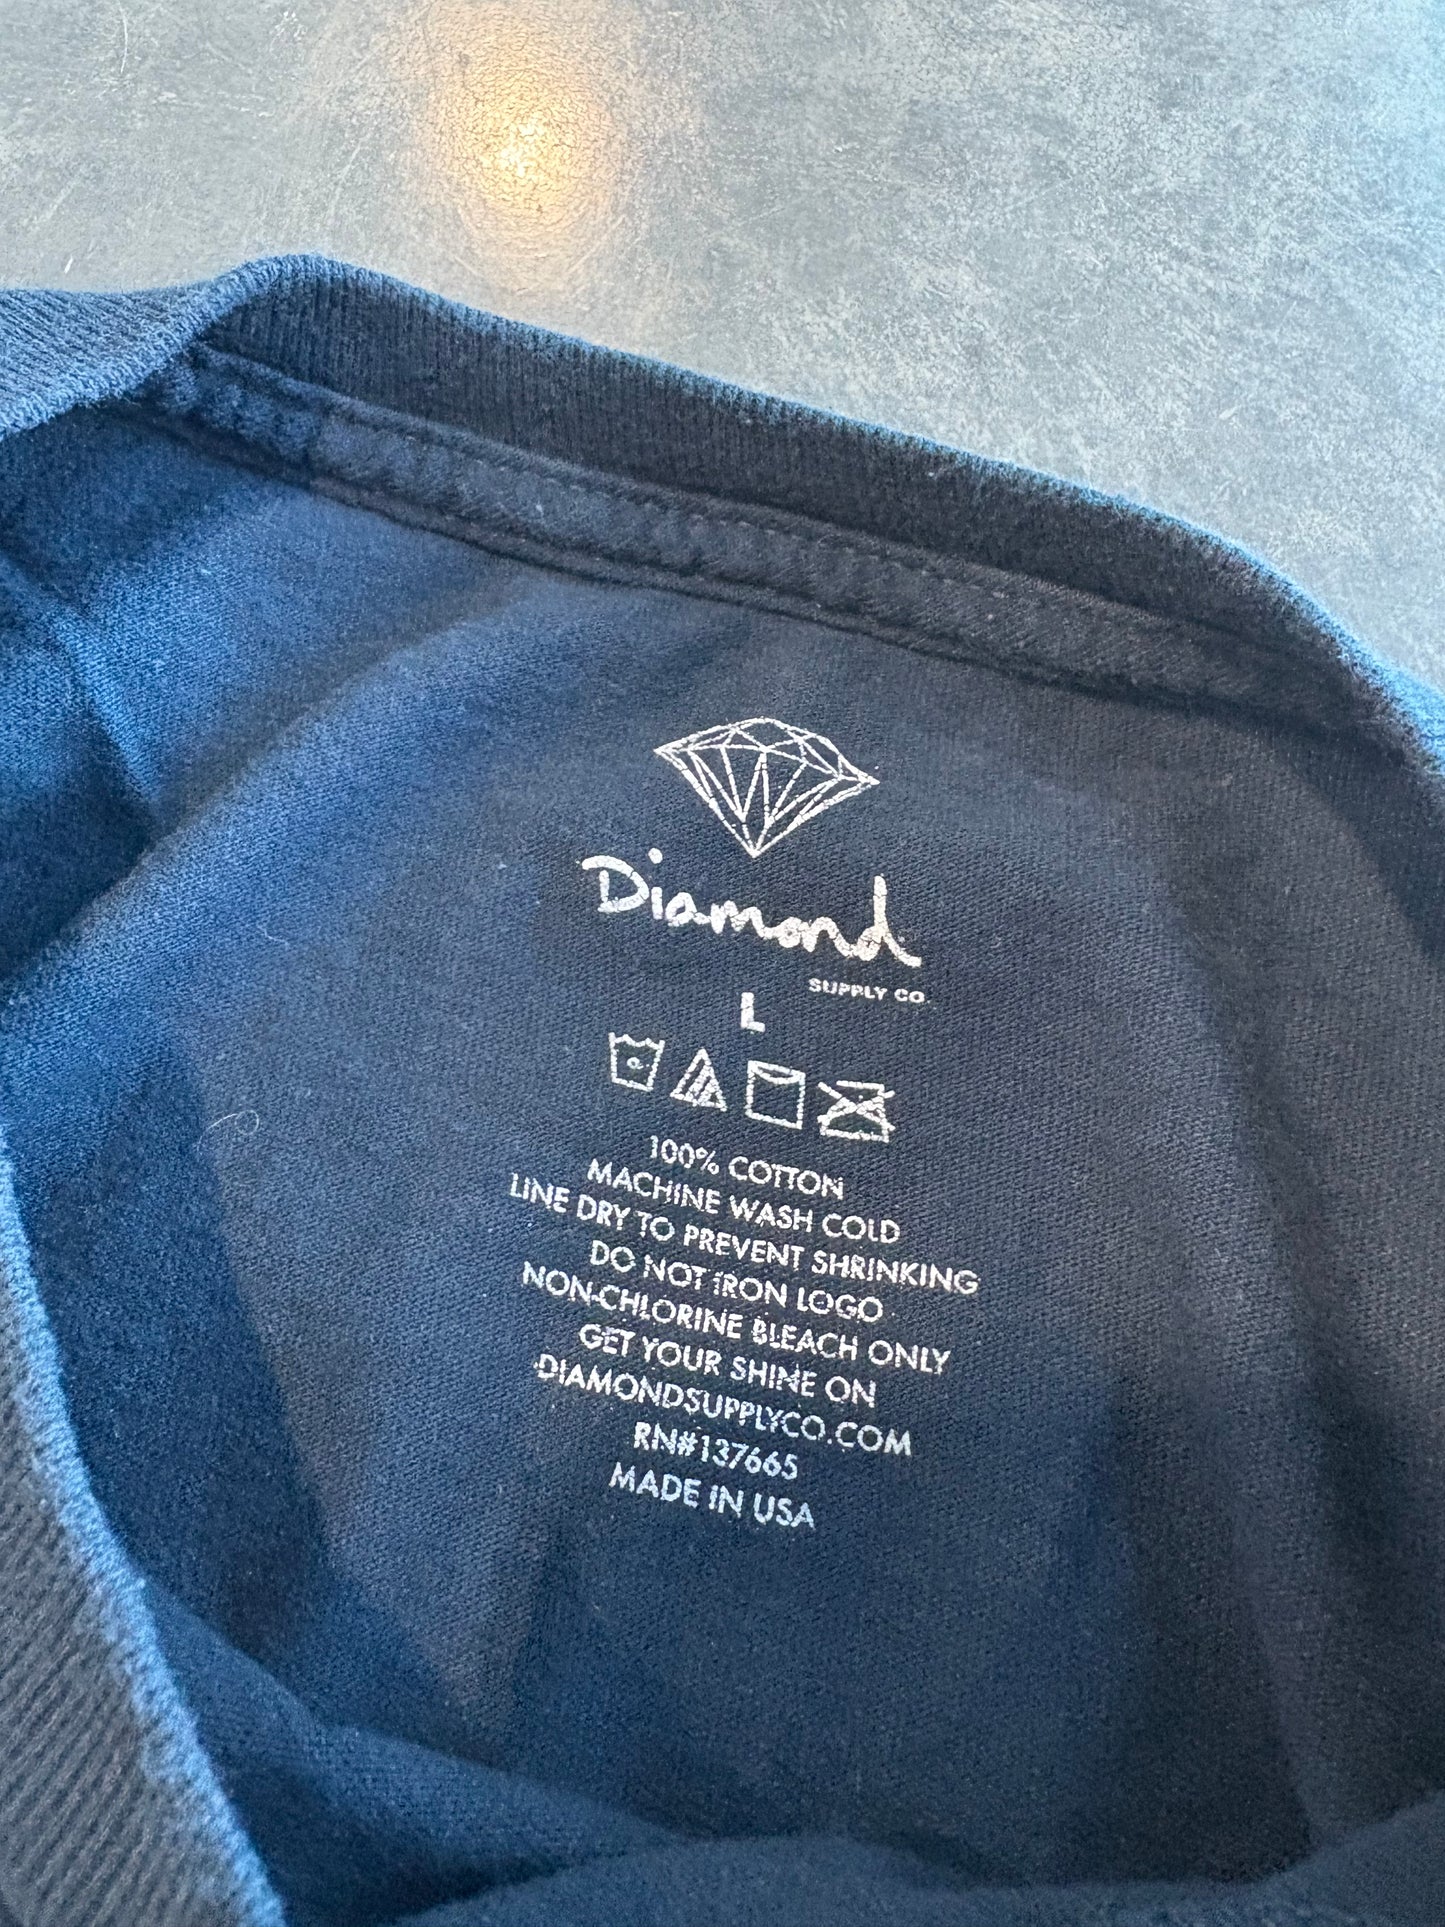 Diamond
SUPPLY CO.
L
100% COTTON
MACHINE WASH COLD
LINE DRY TO PREVENT SHRINKING
DO NOT IRON LOGO
NON-CHLORINE BLEACH ONLY
GET YOUR SHINE ON
DIAMONDSUPPLYCO.COM
RN#137665
MADE IN USA